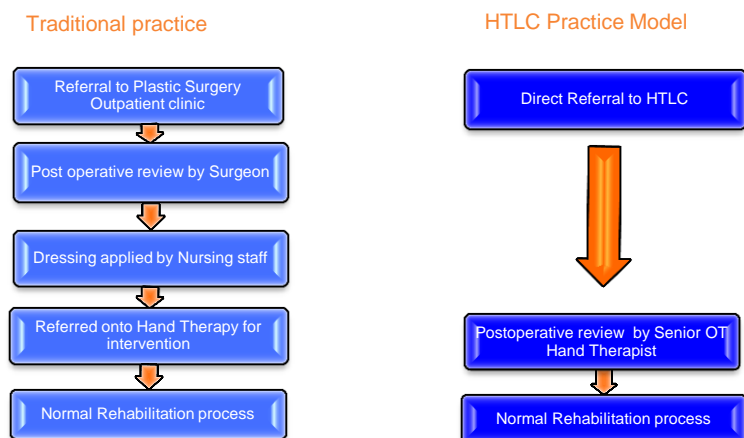 Traditional practice
Referral to Plastic Surgery
Outpatient clinic
Post operative review by Surgeon
Dressing applied by Nursing staff
Referred onto Hand Therapy for
intervention
Normal Rehabilitation process
HTLC Practice Model
Direct Referral to HTLC
Postoperative review by Senior OT
Hand Therapist
Normal Rehabilitation process